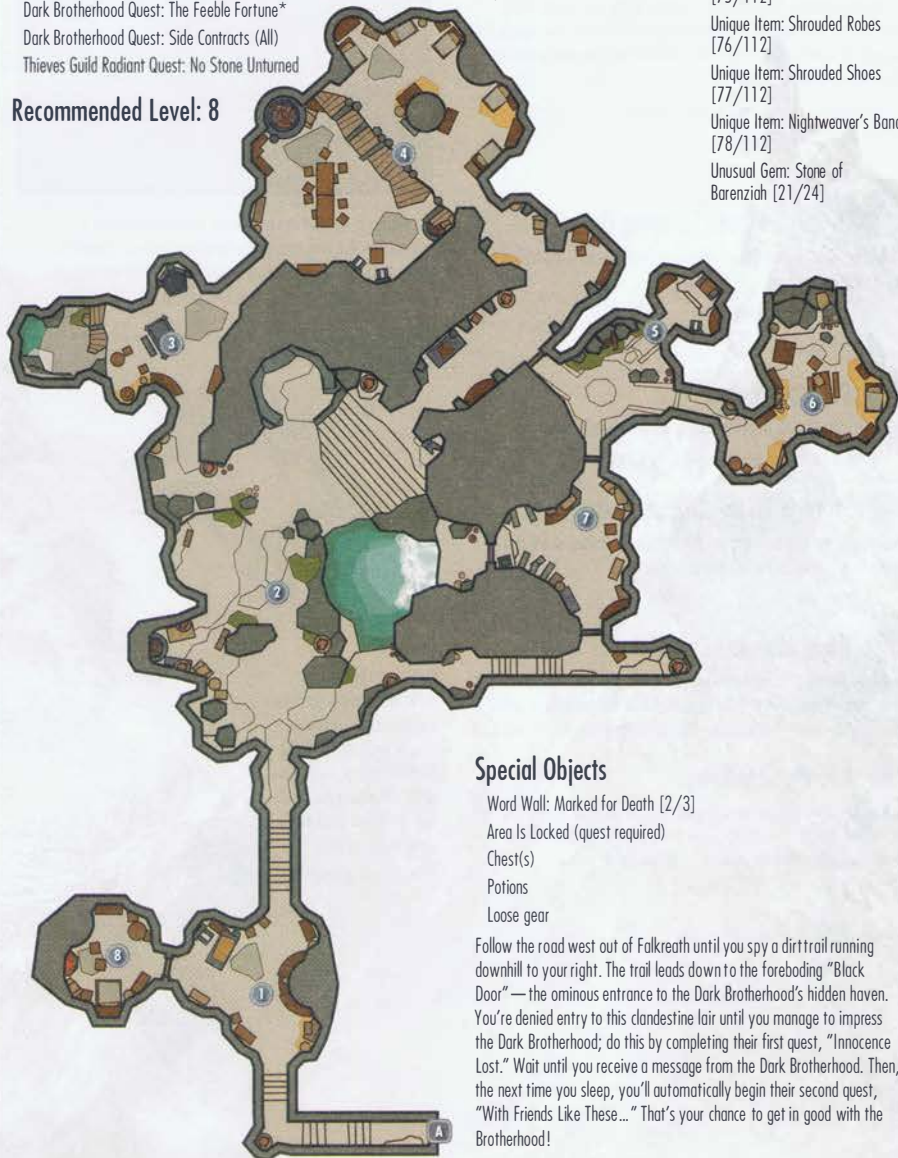 Dark Brotherhood Quest: The Feeble Fortune*
Dark Brotherhood Quest: Side Contracts (All)
Thieves Guild Radiant Quest: No Stone Unturned
Recommended Level: 8
[75/112]
Unique Item: Shrouded Robes
[76/112]
Unique Item: Shrouded Shoes
[77/112]
Unique Item: Nightweaver's Band
[78/112]
Unusual Gem: Stone of
Barenziah [21/24]
4
3
5
6
7
2
8
1
A
Special Objects
Word Wall: Marked for Death [2/3]
Area Is Locked (quest required)
Chest(s)
Potions
Loose gear
Follow the road west out of Falkreath until you spy a dirt trail running
downhill to your right. The trail leads down to the foreboding "Black
Door" — the ominous entrance to the Dark Brotherhood's hidden haven.
You're denied entry to this clandestine lair until you manage to impress
the Dark Brotherhood; do this by completing their first quest, "Innocence
Lost." Wait until you receive a message from the Dark Brotherhood. Then,
the next time you sleep, you'll automatically begin their second quest,
"With Friends Like These..." That's your chance to get in good with the
Brotherhood!